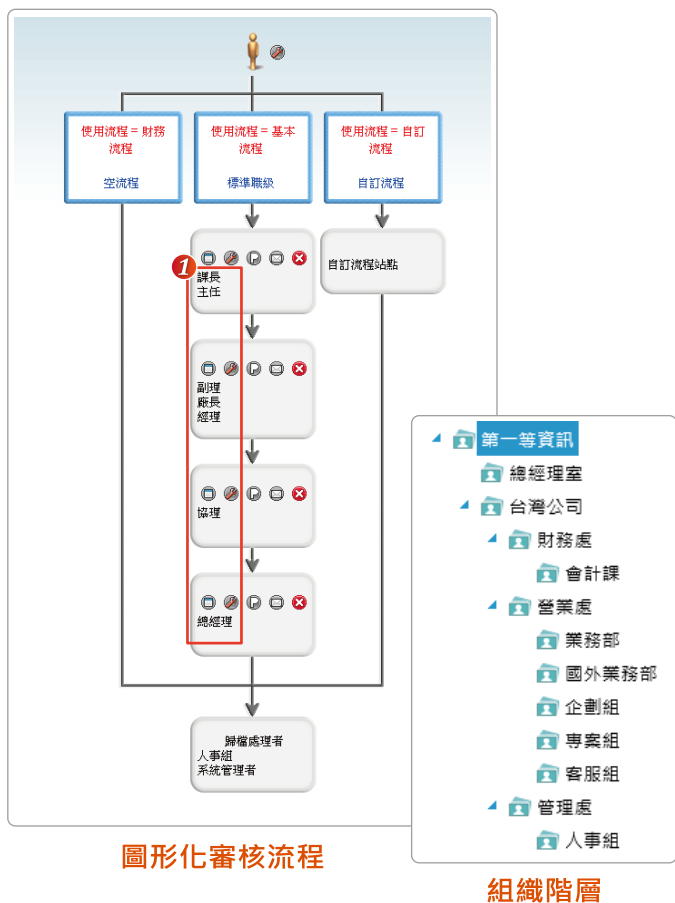 使用流程 = 財務
流程
空流程
使用流程 = 基本
流程
標準職級
使用流程 = 自訂
流程
自訂流程
1
課長
主任
自訂流程站點
副理
廠長
經理
協理
總經理
歸檔處理者
人事組
系統管理者
圖形化審核流程
第一等資訊
總經理室
台灣公司
財務處
會計課
營業處
業務部
國外業務部
企劃組
專案組
客服組
管理處
人事組
組織階層